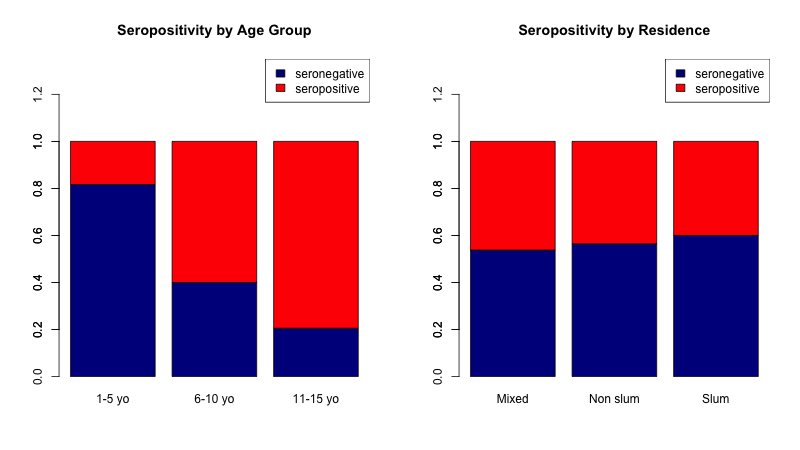 Seropositivity by Age Group
seronegative
seropositive
1.2
1.0
0.8
0.6
0.4
0.2
0.0
1-5 yo
6-10 yo
11-15 yo
Seropositivity by Residence
seronegative
seropositive
1.2
1.0
0.8
0.6
0.4
0.2
0.0
Mixed
Non slum
Slum